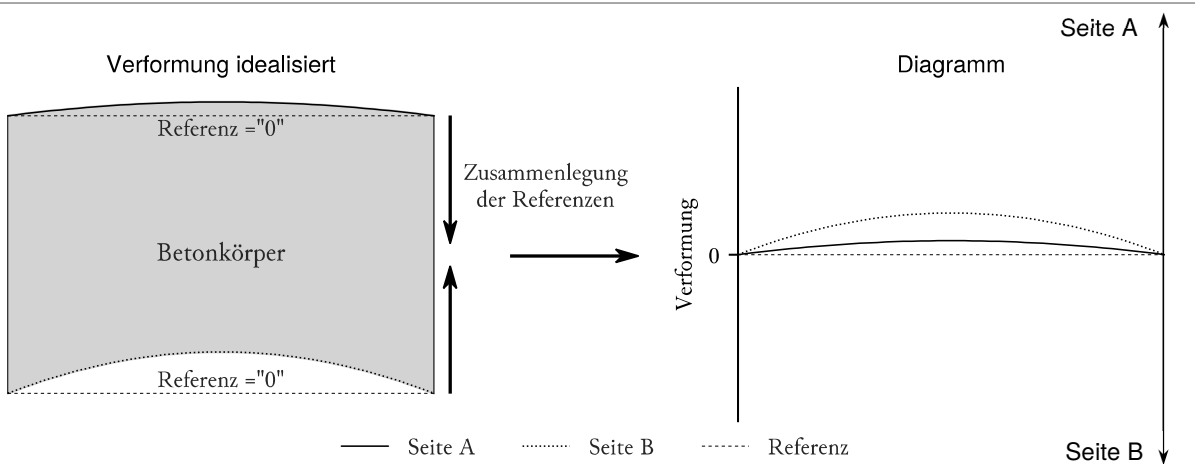 Seite A
Verformung idealisiert
Diagramm
Referenz ="0"
Zusammenlegung
der Referenzen
Betonkörper
Verformung
0
Referenz ="0"
Seite A
Seite B
Referenz
Seite B